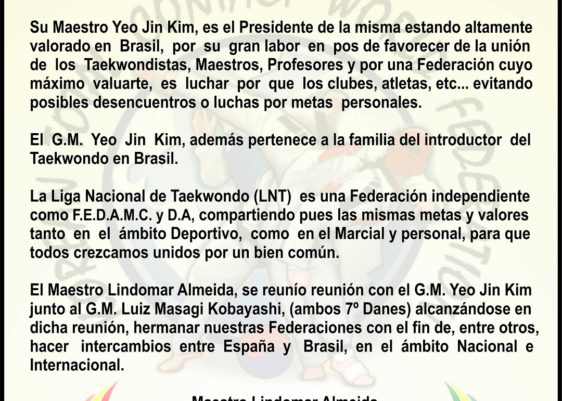 Su Maestro Yeo Jin Kim, es el Presidente de la misma estando altamente
valorado en Brasil, por su gran labor en pos de favorecer de la unión
de los Taekwondistas, Maestros, Profesores y por una Federación cuyo
máximo valuarte, es luchar por que los clubes, atletas, etc... evitando
posibles desencuentros o luchas por metas personales.
El G.M. Yeo Jin Kim, además pertenece a la familia del introductor del
Taekwondo en Brasil.
La Liga Nacional de Taekwondo (LNT) es una Federación independiente
como F.E.D.A.M.C. y D.A, compartiendo pues las mismas metas y valores
tanto en el ámbito Deportivo, como en el Marcial y personal, para que
todos crezcamos unidos por un bien común.
El Maestro Lindomar Almeida, se reunío reunión con el G.M. Yeo Jin Kim
junto al G.M. Luiz Masagi Kobayashi, (ambos 7º Danes) alcanzándose en
dicha reunión, hermanar nuestras Federaciones con el fin de, entre otros,
hacer intercambios entre España y Brasil, en el ámbito Nacional e
Internacional.
Maestro Lindomar Almeida